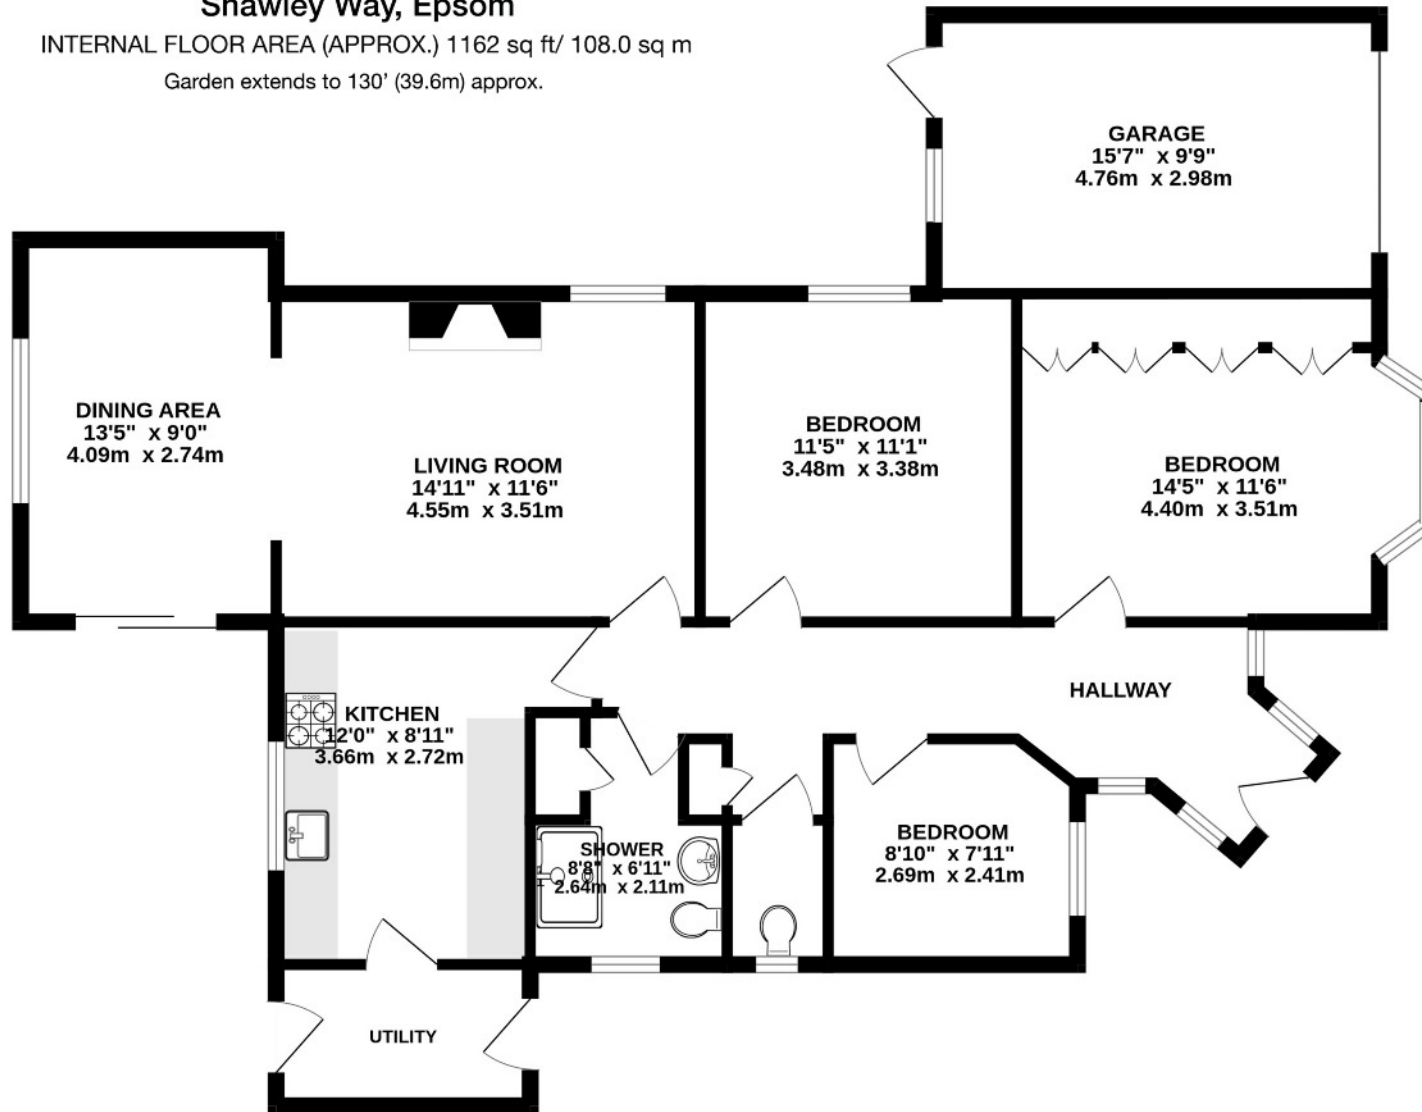 Shawley Way, Epsom
INTERNAL FLOOR AREA (APPROX.) 1162 sq ft/ 108.0 sq m
Garden extends to 130' (39.6m) approx.
GARAGE
15'7" x 9'9"
4.76m x 2.98m
DINING AREA
13'5" x 9'0"
4.09m x 2.74m
LIVING ROOM
14'11" x 11'6"
4.55m x 3.51m
BEDROOM
11'5" x 11'1"
3.48m x 3.38m
BEDROOM
14'5" x 11'6"
4.40m x 3.51m
HALLWAY
KITCHEN
12'0" x 8'11"
3.66m x 2.72m
SHOWER
8'8" x 6'11"
2.64m x 2.11m
BEDROOM
8'10" x 7'11"
2.69m x 2.41m
UTILITY